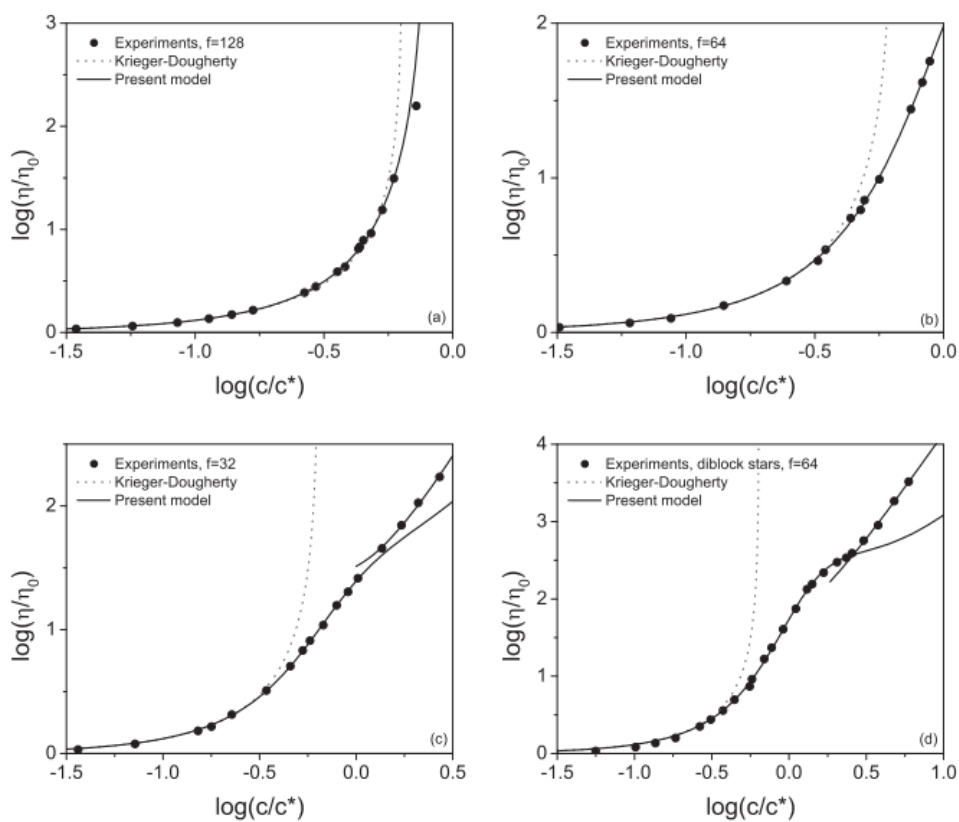 3
Experiments, f=128
Krieger-Dougherty
Present model
2
log(η/η0)
1
(a)
0
-1.5 -1.0 -0.5 0.0
log(c/c*)
2
Experiments, f=64
Krieger-Dougherty
Present model
log(η/η0)
1
(b)
0
-1.5 -1.0 -0.5 0.0
log(c/c*)
Experiments, f=32
Krieger-Dougherty
Present model
2
log(η/η0)
1
(c)
0
-1.5 -1.0 -0.5 0.0 0.5
log(c/c*)
4
Experiments, diblock stars, f=64
Krieger-Dougherty
Present model
3
log(η/η0)
2
1
(d)
0
-1.5 -1.0 -0.5 0.0 0.5 1.0
log(c/c*)